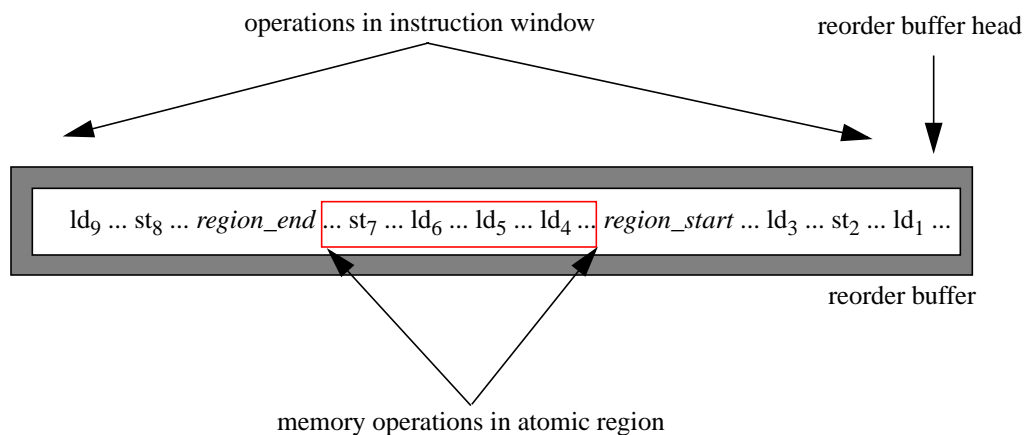 operations in instruction window
reorder buffer head
ld9 ... st8 ... region_end ... st7 ... ld6 ... ld5 ... ld4 ... region_start ... ld3 ... st2 ... ld1 ...
reorder buffer
memory operations in atomic region